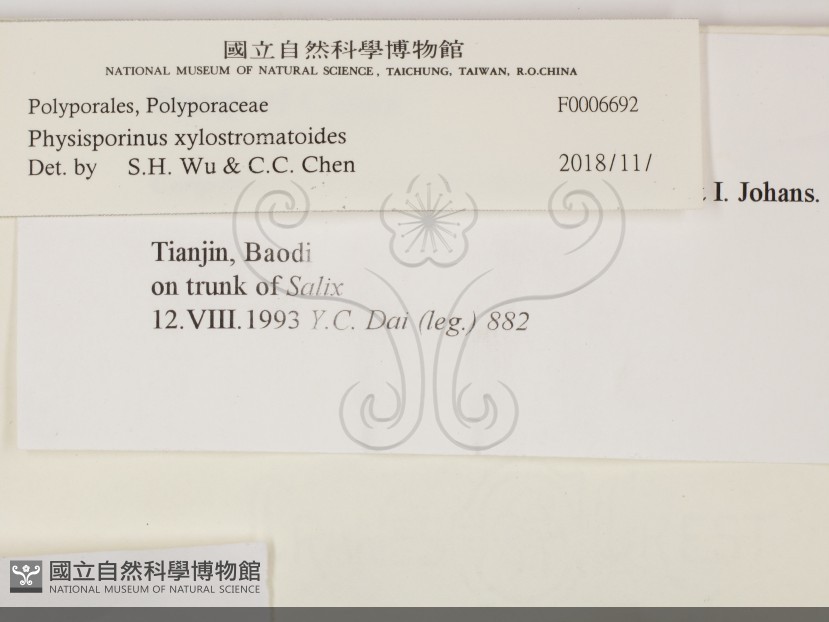 國立自然科學博物館
NATIONAL MUSEUM OF NATURAL SCIENCE, TAICHUNG, TAIWAN, R.O.CHINA
Polyporales, Polyporaceae F0006692
Physisporinus xylostromatoides
Det. by S.H. Wu & C.C. Chen 2018/11/
I. Johans.
Tianjin, Baodi
on trunk of Salix
12.VIII.1993 Y.C. Dai (leg.) 882
國立自然科學博物館
NATIONAL MUSEUM OF NATURAL SCIENCE